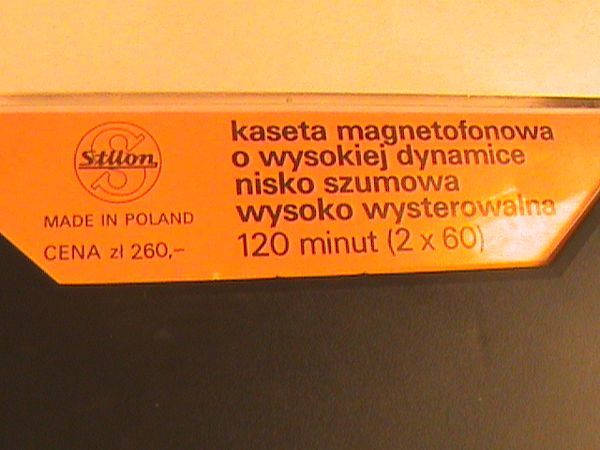 Stilon
MADE IN POLAND
CENA zł 260,-
kaseta magnetofonowa
o wysokiej dynamice
nisko szumowa
wysoko wysterowalna
120 minut (2 x 60)